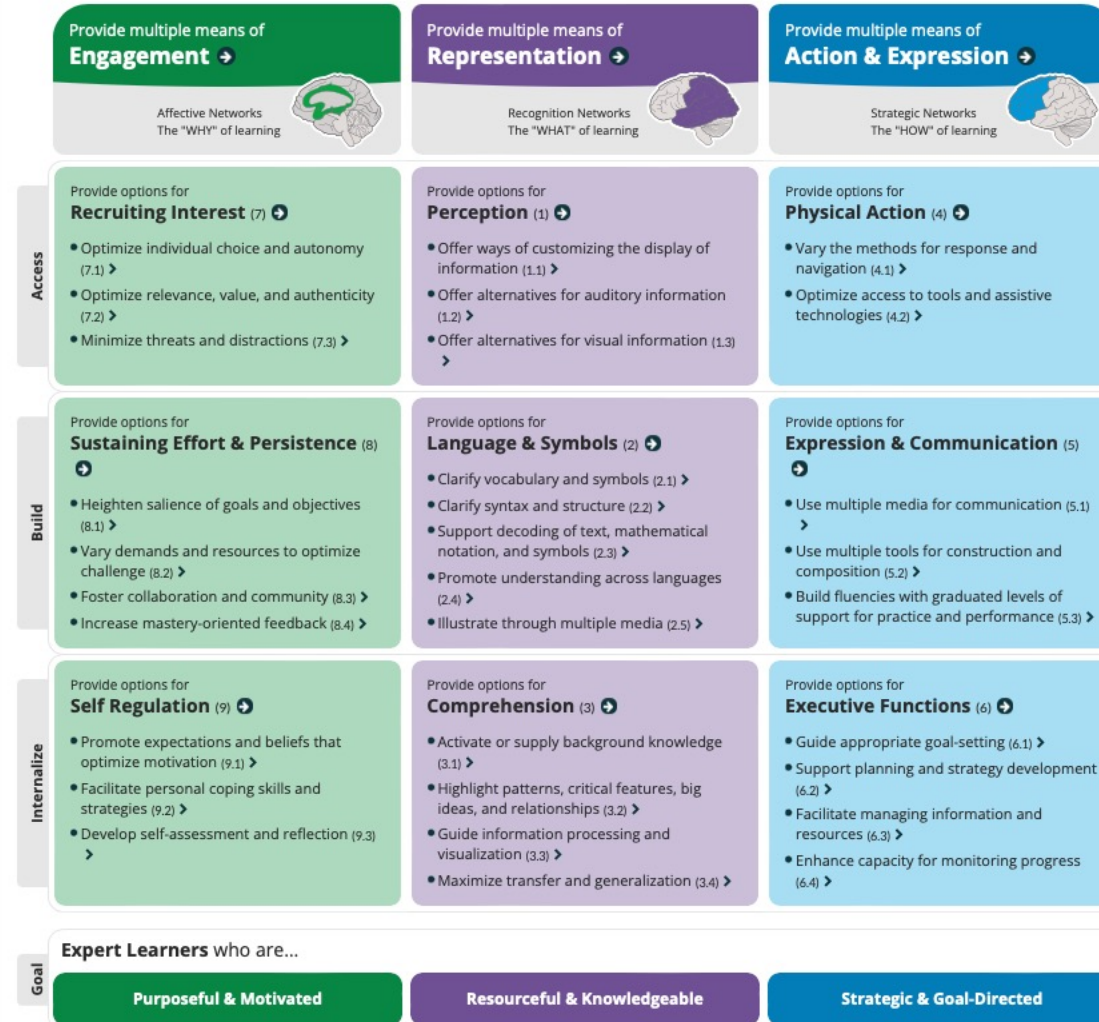 Provide multiple means of
Engagement
Affective Networks
The "WHY" of learning
Provide multiple means of
Representation
Recognition Networks
The "WHAT" of learning
Provide multiple means of
Action & Expression
Strategic Networks
The "HOW" of learning
Access
Provide options for
Recruiting Interest (7)
• Optimize individual choice and autonomy
(7.1)
• Optimize relevance, value, and authenticity
(7.2)
• Minimize threats and distractions (7.3)
Provide options for
Perception (1)
• Offer ways of customizing the display of
information (1.1)
• Offer alternatives for auditory information
(1.2)
• Offer alternatives for visual information (1.3)
Provide options for
Physical Action (4)
• Vary the methods for response and
navigation (4.1)
• Optimize access to tools and assistive
technologies (4.2)
Build
Provide options for
Sustaining Effort & Persistence (8)
• Heighten salience of goals and objectives
(8.1)
• Vary demands and resources to optimize
challenge (8.2)
• Foster collaboration and community (8.3)
• Increase mastery-oriented feedback (8.4)
Provide options for
Language & Symbols (2)
• Clarify vocabulary and symbols (2.1)
• Clarify syntax and structure (2.2)
• Support decoding of text, mathematical
notation, and symbols (2.3)
• Promote understanding across languages
(2.4)
• Illustrate through multiple media (2.5)
Provide options for
Expression & Communication (5)
• Use multiple media for communication (5.1)
• Use multiple tools for construction and
composition (5.2)
• Build fluencies with graduated levels of
support for practice and performance (5.3)
Internalize
Provide options for
Self Regulation (9)
• Promote expectations and beliefs that
optimize motivation (9.1)
• Facilitate personal coping skills and
strategies (9.2)
• Develop self-assessment and reflection (9.3)
Provide options for
Comprehension (3)
• Activate or supply background knowledge
(3.1)
• Highlight patterns, critical features, big
ideas, and relationships (3.2)
• Guide information processing and
visualization (3.3)
• Maximize transfer and generalization (3.4)
Provide options for
Executive Functions (6)
• Guide appropriate goal-setting (6.1)
• Support planning and strategy development
(6.2)
• Facilitate managing information and
resources (6.3)
• Enhance capacity for monitoring progress
(6.4)
Goal
Expert Learners who are...
Purposeful & Motivated
Resourceful & Knowledgeable
Strategic & Goal-Directed